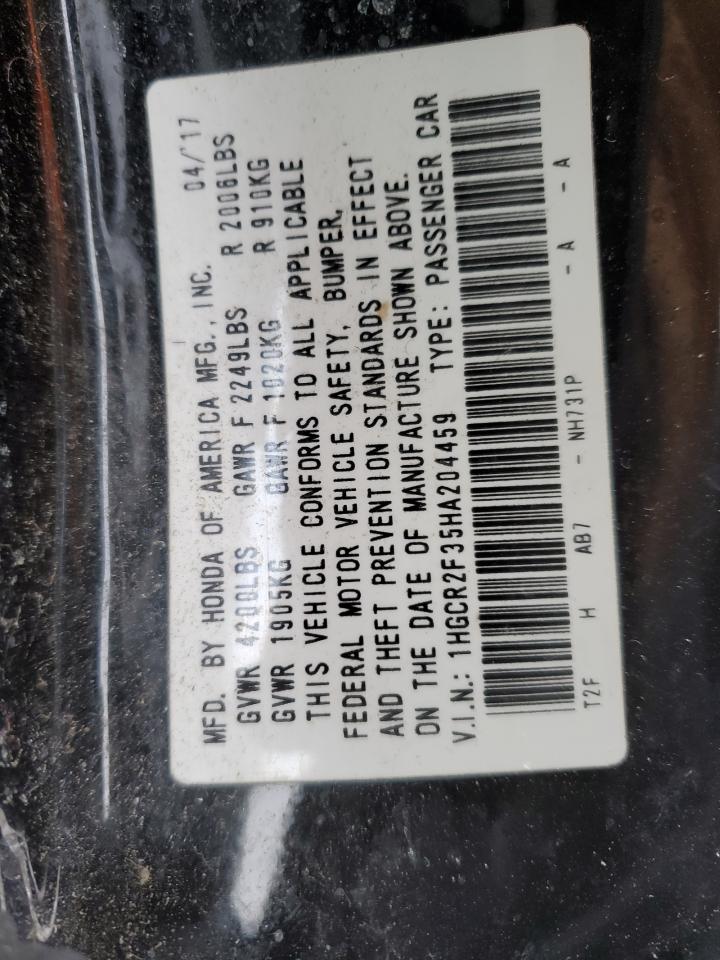 MFD. BY HONDA OF AMERICA MFG., INC. 04/'17
GVWR 4200LBS GAWR F 2249LBS R 2006LBS
GVWR 1905KG GAWR F 1020KG R 910KG
THIS VEHICLE CONFORMS TO ALL APPLICABLE
FEDERAL MOTOR VEHICLE SAFETY, BUMPER,
AND THEFT PREVENTION STANDARDS IN EFFECT
ON THE DATE OF MANUFACTURE SHOWN ABOVE.
V.I.N.: 1HGCR2F35HA204459 TYPE: PASSENGER CAR
T2F H AB7 - NH731P - A - A